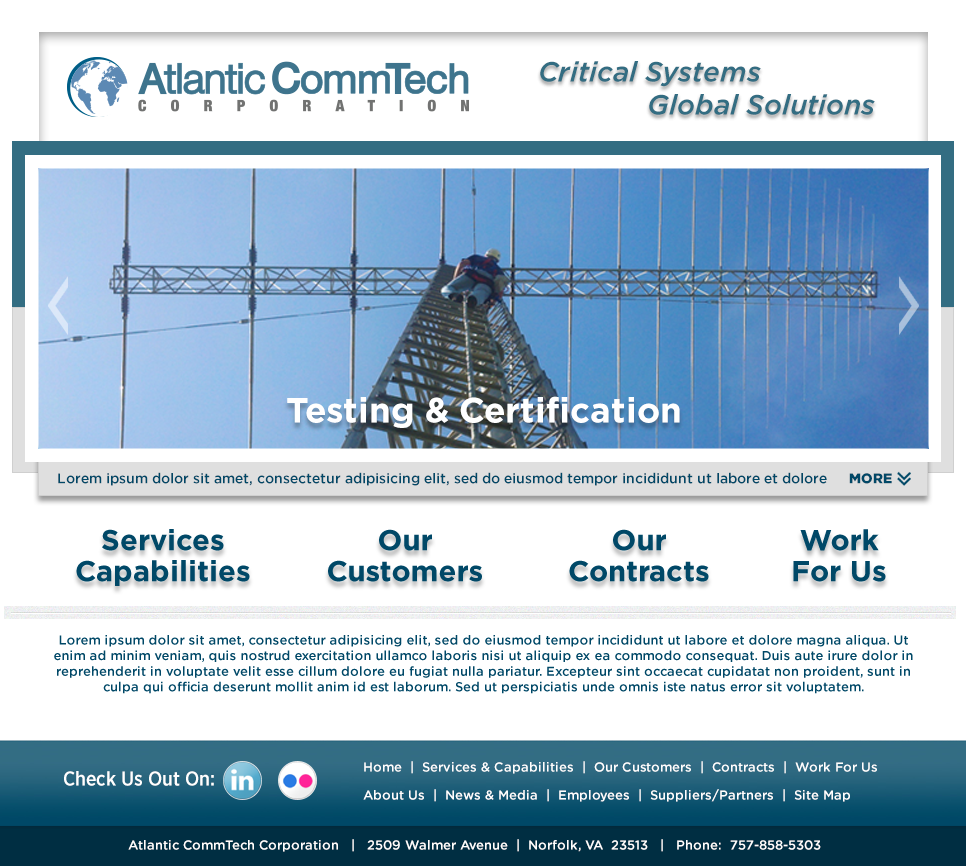 Atlantic CommTech
CORPORATION
Critical Systems
Global Solutions
Testing & Certification
Lorem ipsum dolor sit amet, consectetur adipisicing elit, sed do eiusmod tempor incididunt ut labore et dolore MORE
Services
Capabilities
Our
Customers
Our
Contracts
Work
For Us
Lorem ipsum dolor sit amet, consectetur adipisicing elit, sed do eiusmod tempor incididunt ut labore et dolore magna aliqua. Ut
enim ad minim veniam, quis nostrud exercitation ullamco laboris nisi ut aliquip ex ea commodo consequat. Duis aute irure dolor in
reprehenderit in voluptate velit esse cillum dolore eu fugiat nulla pariatur. Excepteur sint occaecat cupidatat non proident, sunt in
culpa qui officia deserunt mollit anim id est laborum. Sed ut perspiciatis unde omnis iste natus error sit voluptatem.
Check Us Out On: in
Home | Services & Capabilities | Our Customers | Contracts | Work For Us
About Us | News & Media | Employees | Suppliers/Partners | Site Map
Atlantic CommTech Corporation | 2509 Walmer Avenue | Norfolk, VA 23513 | Phone: 757-858-5303